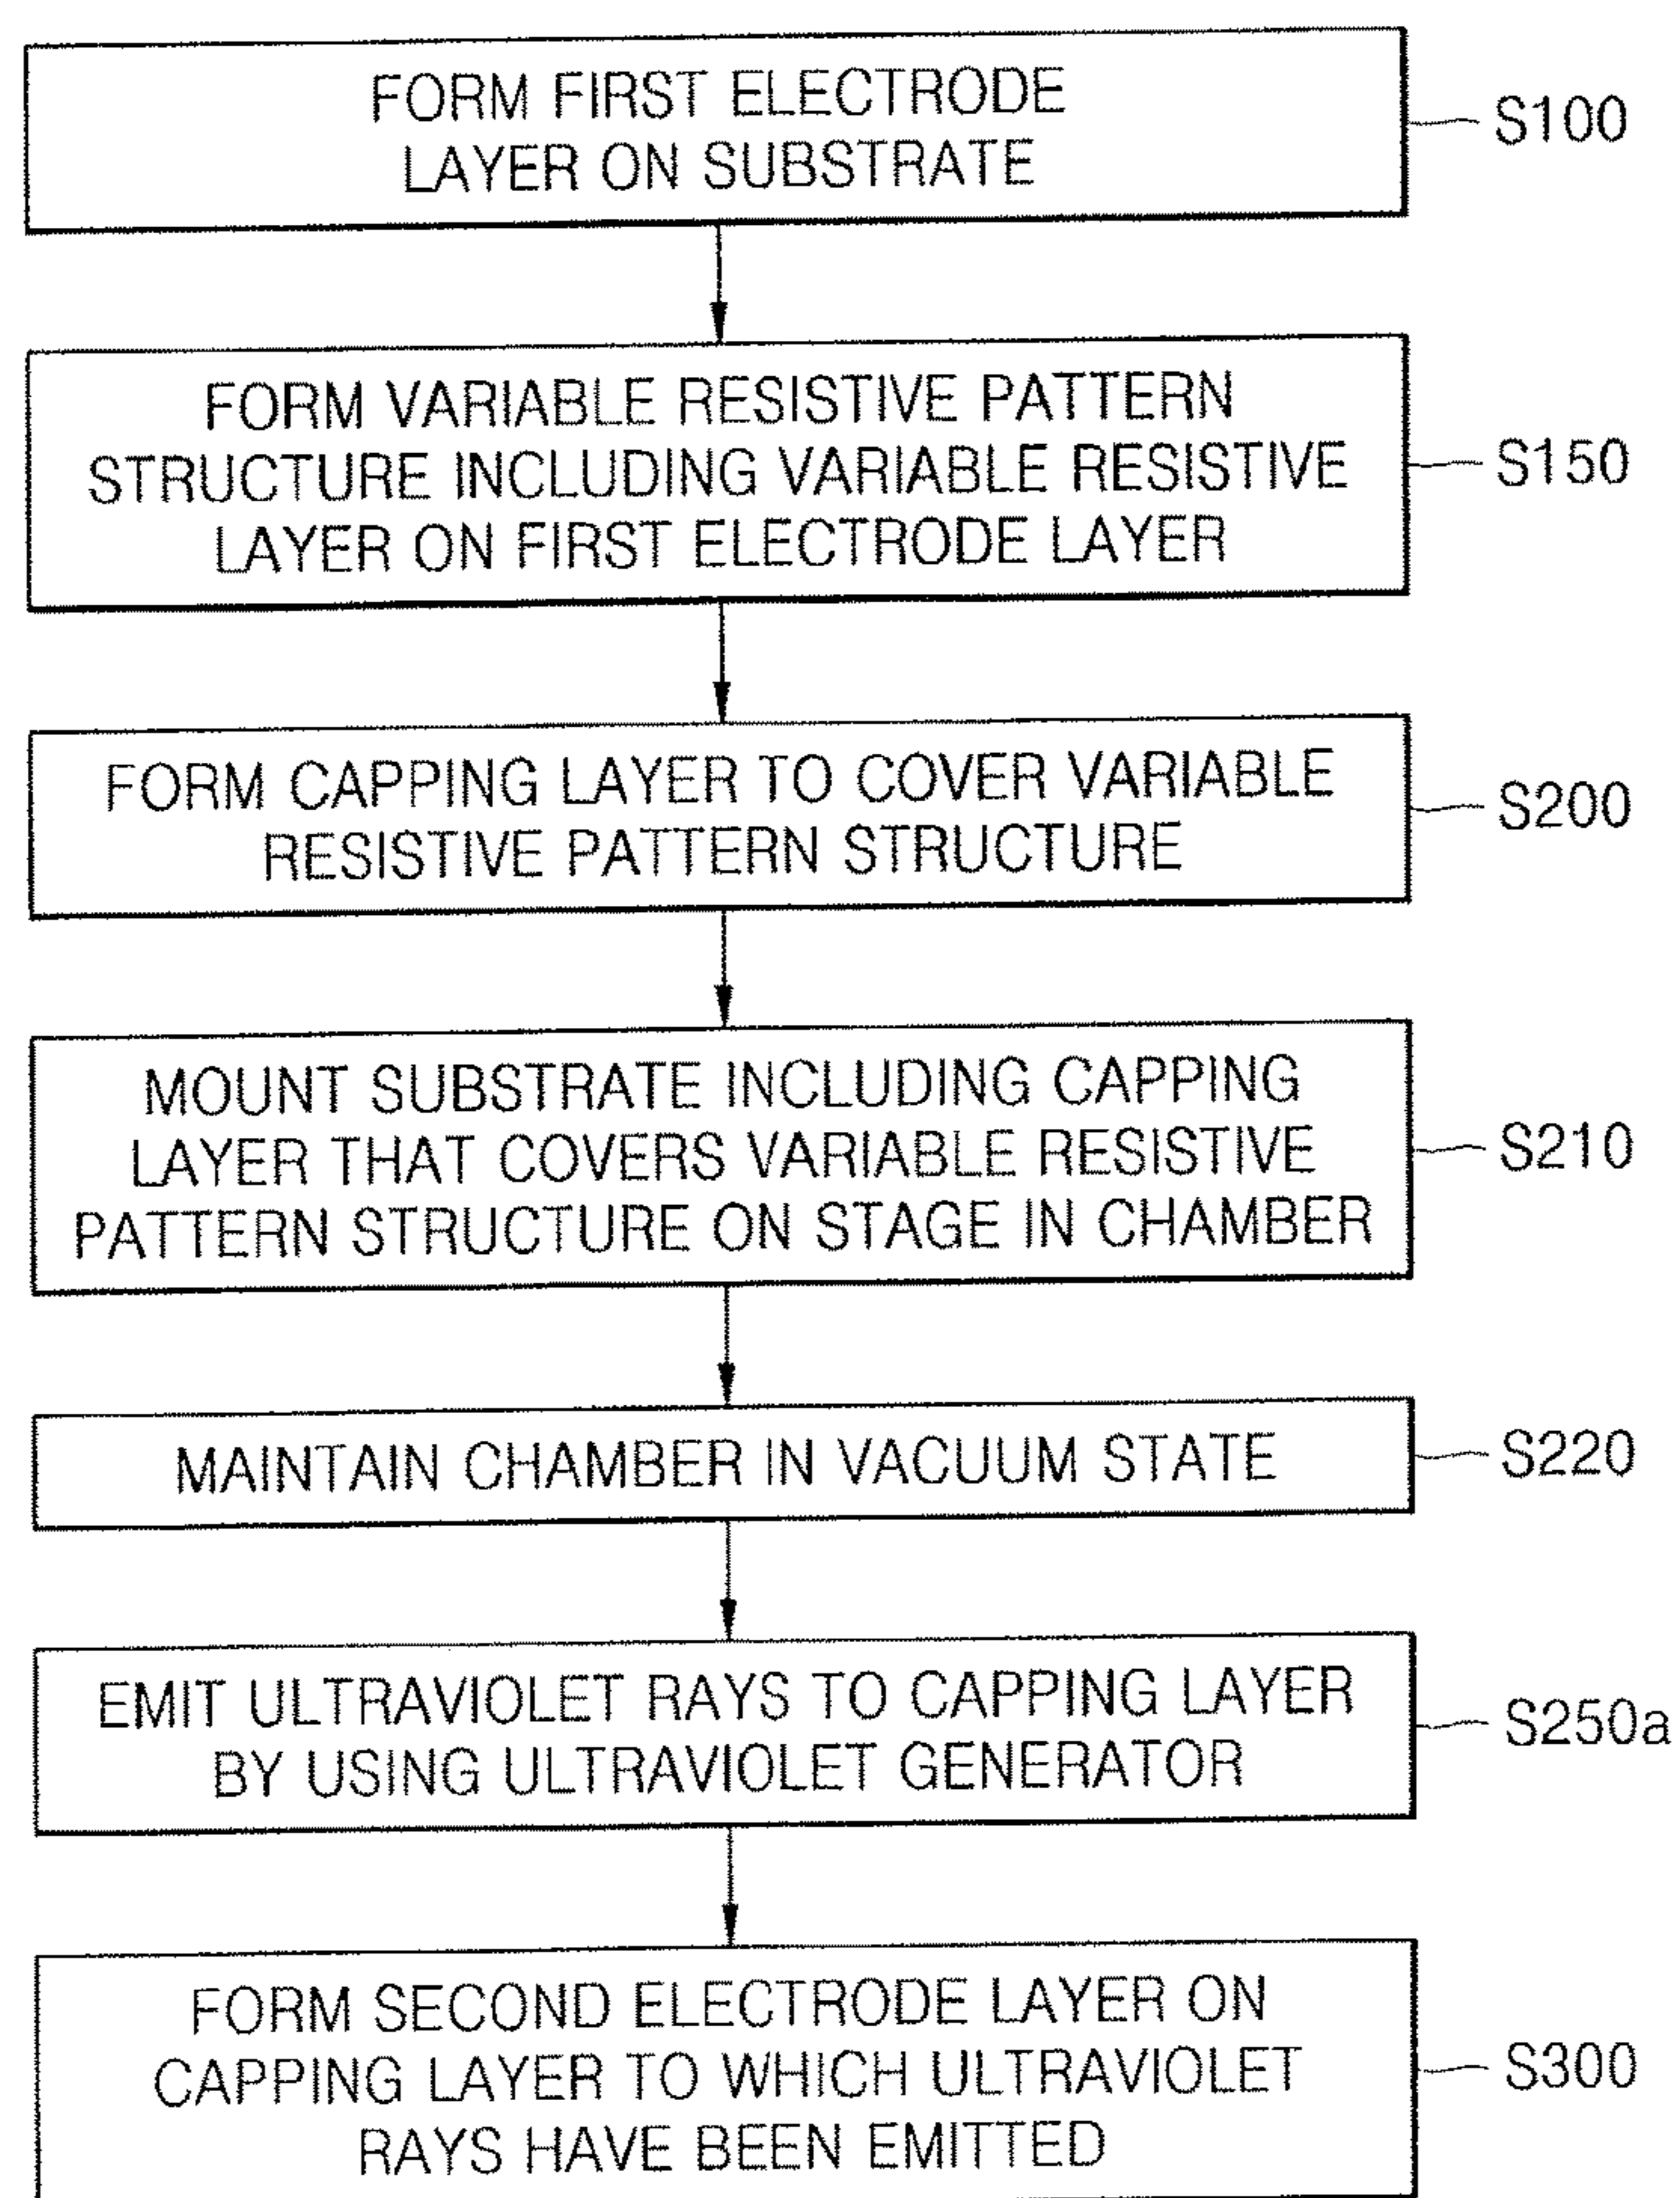 FORM FIRST ELECTRODE
LAYER ON SUBSTRATE
S100
FORM VARIABLE RESISTIVE PATTERN
STRUCTURE INCLUDING VARIABLE RESISTIVE
LAYER ON FIRST ELECTRODE LAYER
S150
FORM CAPPING LAYER TO COVER VARIABLE
RESISTIVE PATTERN STRUCTURE
S200
MOUNT SUBSTRATE INCLUDING CAPPING
LAYER THAT COVERS VARIABLE RESISTIVE
PATTERN STRUCTURE ON STAGE IN CHAMBER
S210
MAINTAIN CHAMBER IN VACUUM STATE
S220
EMIT ULTRAVIOLET RAYS TO CAPPING LAYER
BY USING ULTRAVIOLET GENERATOR
S250a
FORM SECOND ELECTRODE LAYER ON
CAPPING LAYER TO WHICH ULTRAVIOLET
RAYS HAVE BEEN EMITTED
S300